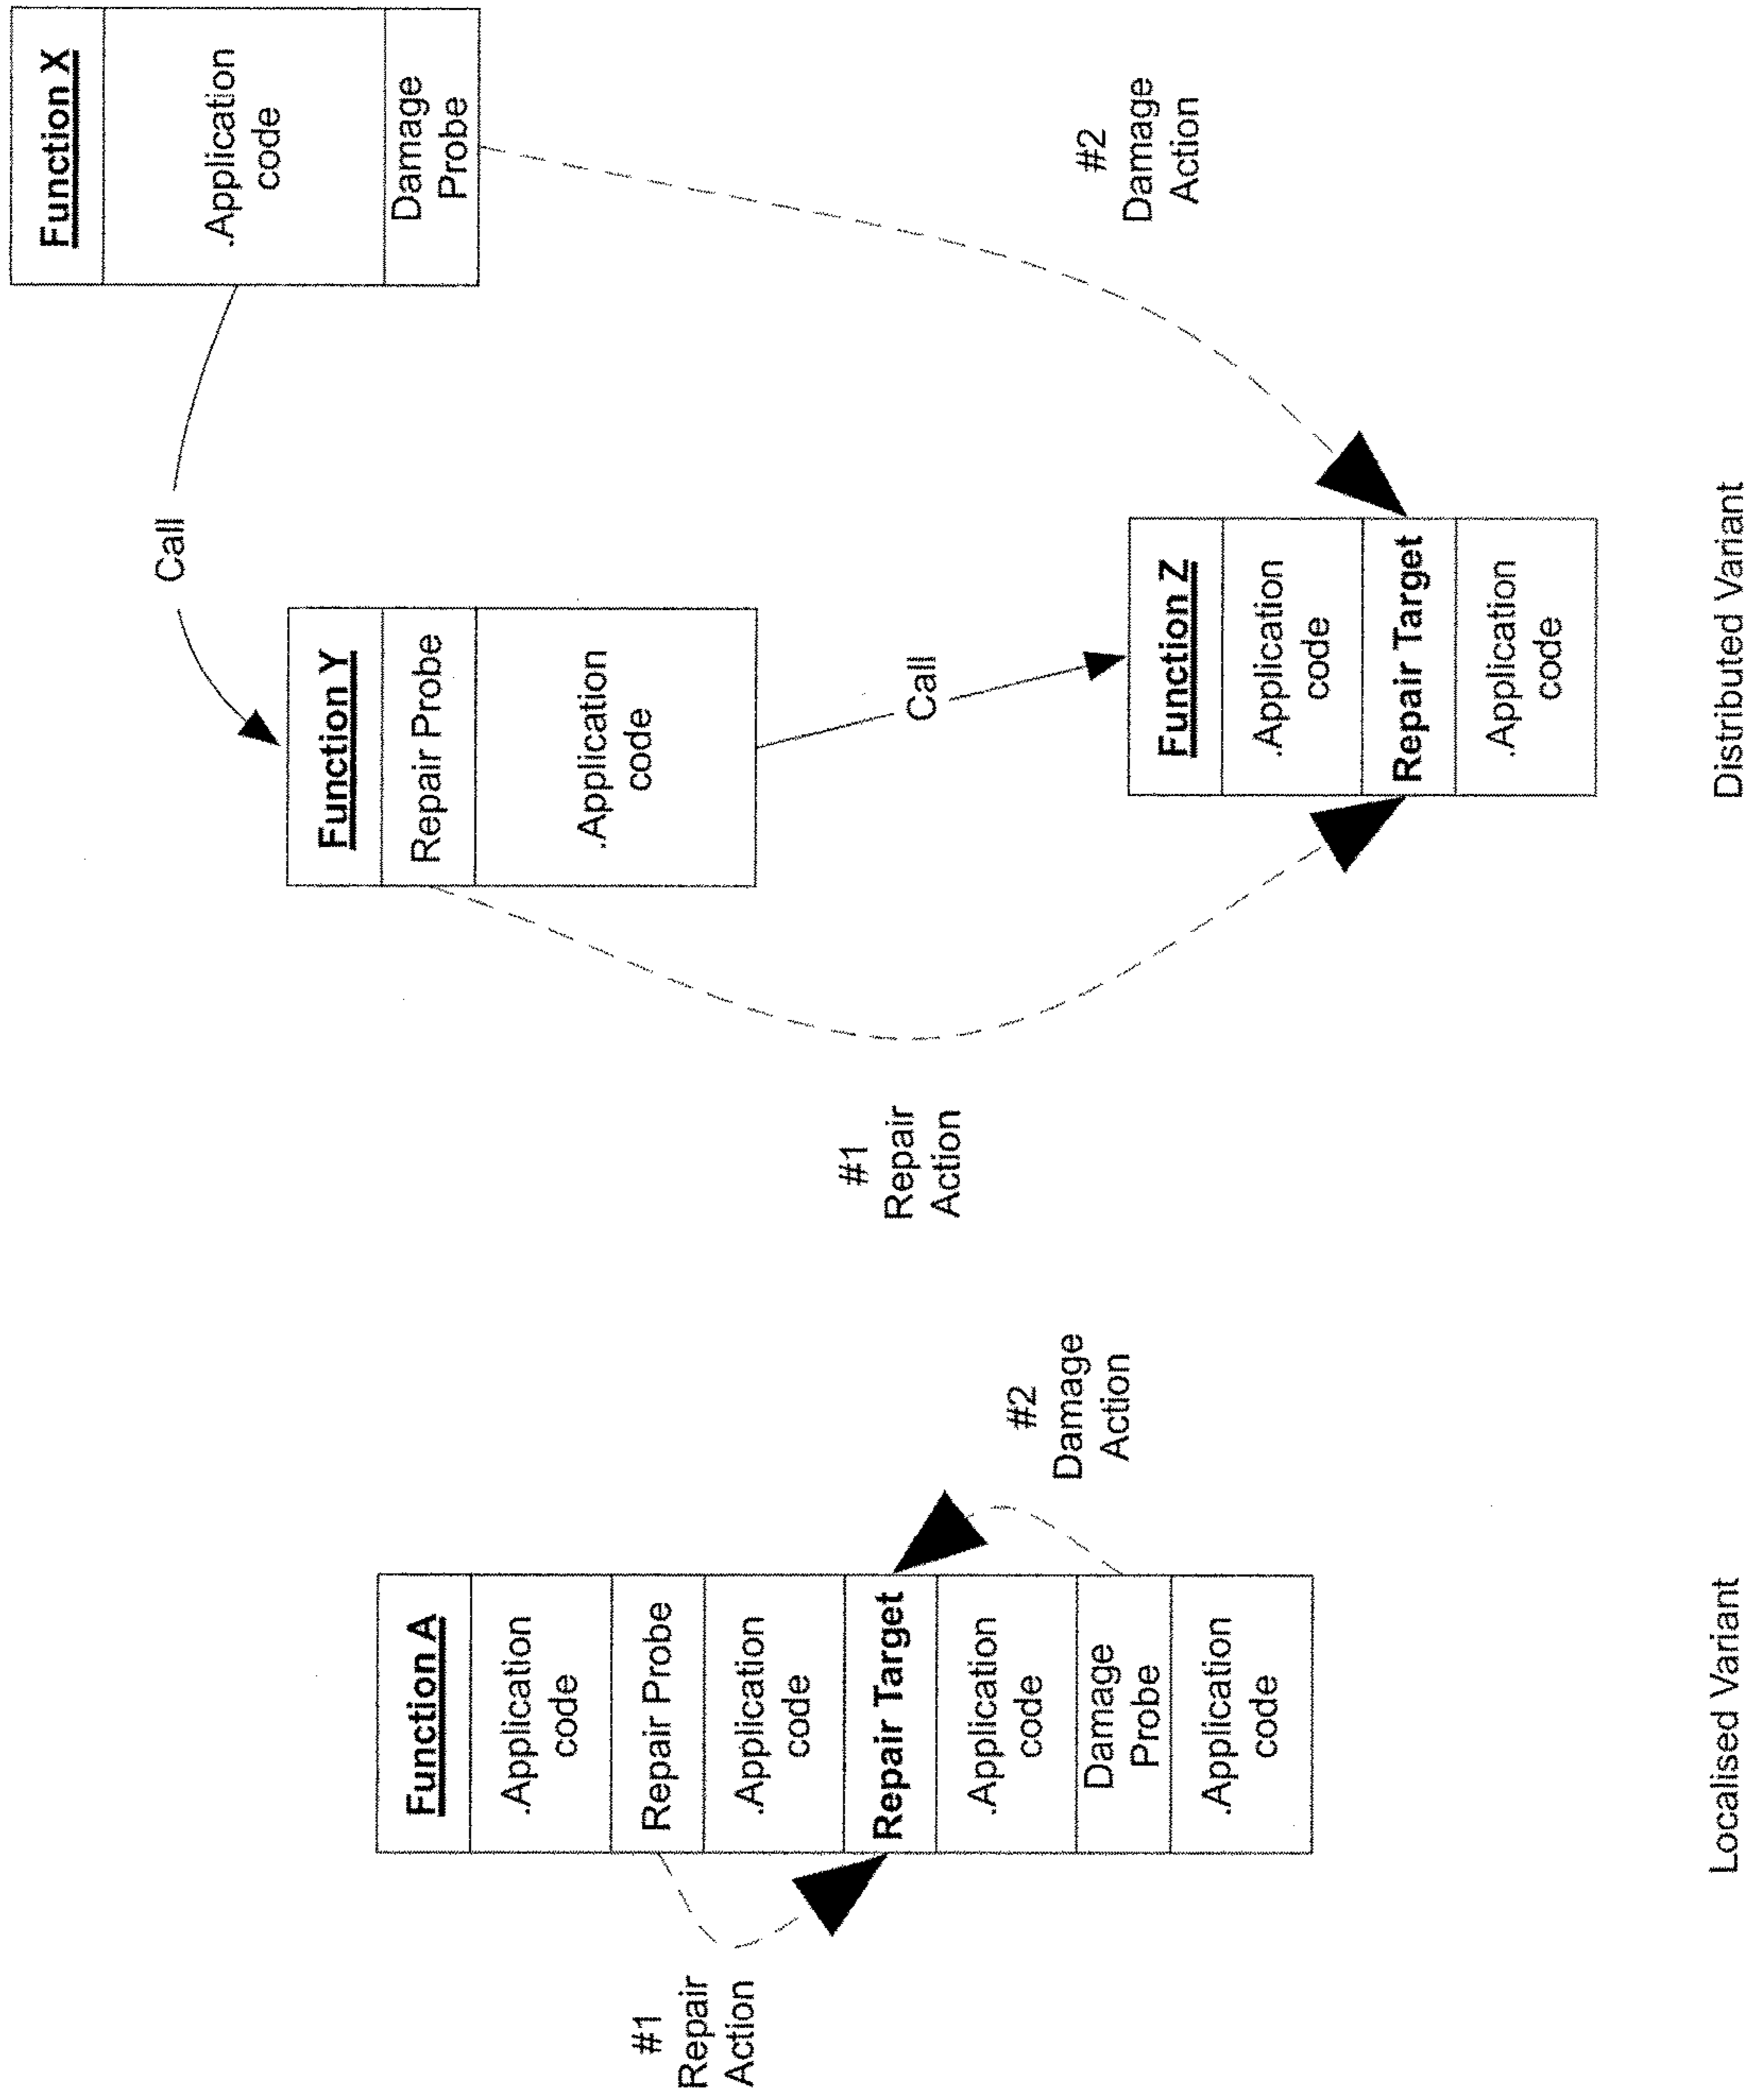 Function A
.Application
code
Repair Probe
.Application
code
Repair Target
.Application
code
Damage
Probe
.Application
code
#1
Repair
Action
#2
Damage
Action
Localised Variant
Function X
.Application
code
Damage
Probe
Call
Function Y
Repair Probe
.Application
code
Call
Function Z
.Application
code
Repair Target
.Application
code
#1
Repair
Action
#2
Damage
Action
Distributed Variant